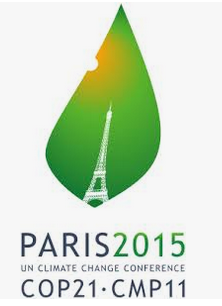 PARIS2015
UN CLIMATE CHANGE CONFERENCE
COP21·CMP11